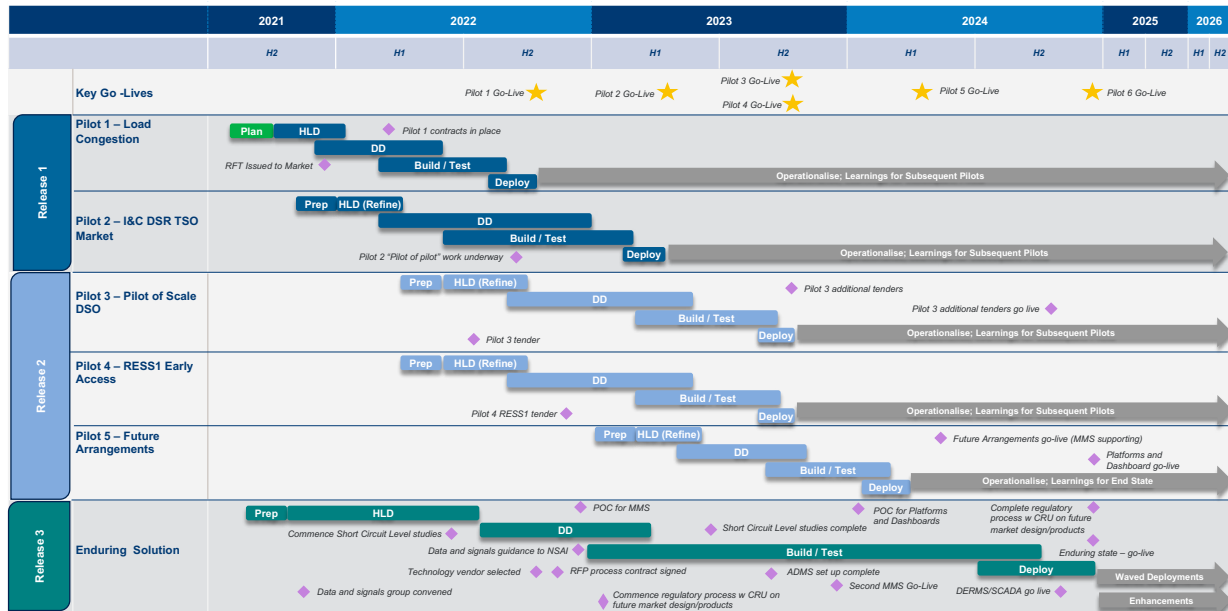 2021 2022 2023 2024 2025 2026
H2 H1 H2 H1 H2 H1 H2 H1 H2 H1 H2
Key Go -Lives
Pilot 1 Go-Live
Pilot 2 Go-Live
Pilot 3 Go-Live
Pilot 4 Go-Live
Pilot 5 Go-Live
Pilot 6 Go-Live
Release 1
Pilot 1 – Load
Congestion
Plan
HLD
Pilot 1 contracts in place
DD
RFT Issued to Market
Build / Test
Deploy
Operationalise; Learnings for Subsequent Pilots
Pilot 2 – I&C DSR TSO
Market
Prep
HLD (Refine)
DD
Build / Test
Pilot 2 “Pilot of pilot” work underway
Deploy
Operationalise; Learnings for Subsequent Pilots
Release 2
Pilot 3 – Pilot of Scale
DSO
Prep
HLD (Refine)
Pilot 3 additional tenders
DD
Pilot 3 additional tenders go live
Build / Test
Pilot 3 tender
Deploy
Operationalise; Learnings for Subsequent Pilots
Pilot 4 – RESS1 Early
Access
Prep
HLD (Refine)
DD
Build / Test
Pilot 4 RESS1 tender
Deploy
Operationalise; Learnings for Subsequent Pilots
Pilot 5 – Future
Arrangements
Prep
HLD (Refine)
Future Arrangements go-live (MMS supporting)
DD
Platforms and
Dashboard go-live
Build / Test
Deploy
Operationalise; Learnings for End State
Release 3
Enduring Solution
Prep
HLD
POC for MMS
POC for Platforms
and Dashboards
Complete regulatory
process w CRU on future
market design/products
Commence Short Circuit Level studies
DD
Short Circuit Level studies complete
Data and signals guidance to NSAI
Build / Test
Enduring state – go-live
Technology vendor selected
RFP process contract signed
ADMS set up complete
Deploy
Waved Deployments
Second MMS Go-Live
DERMS/SCADA go live
Data and signals group convened
Commence regulatory process w CRU on
future market design/products
Enhancements